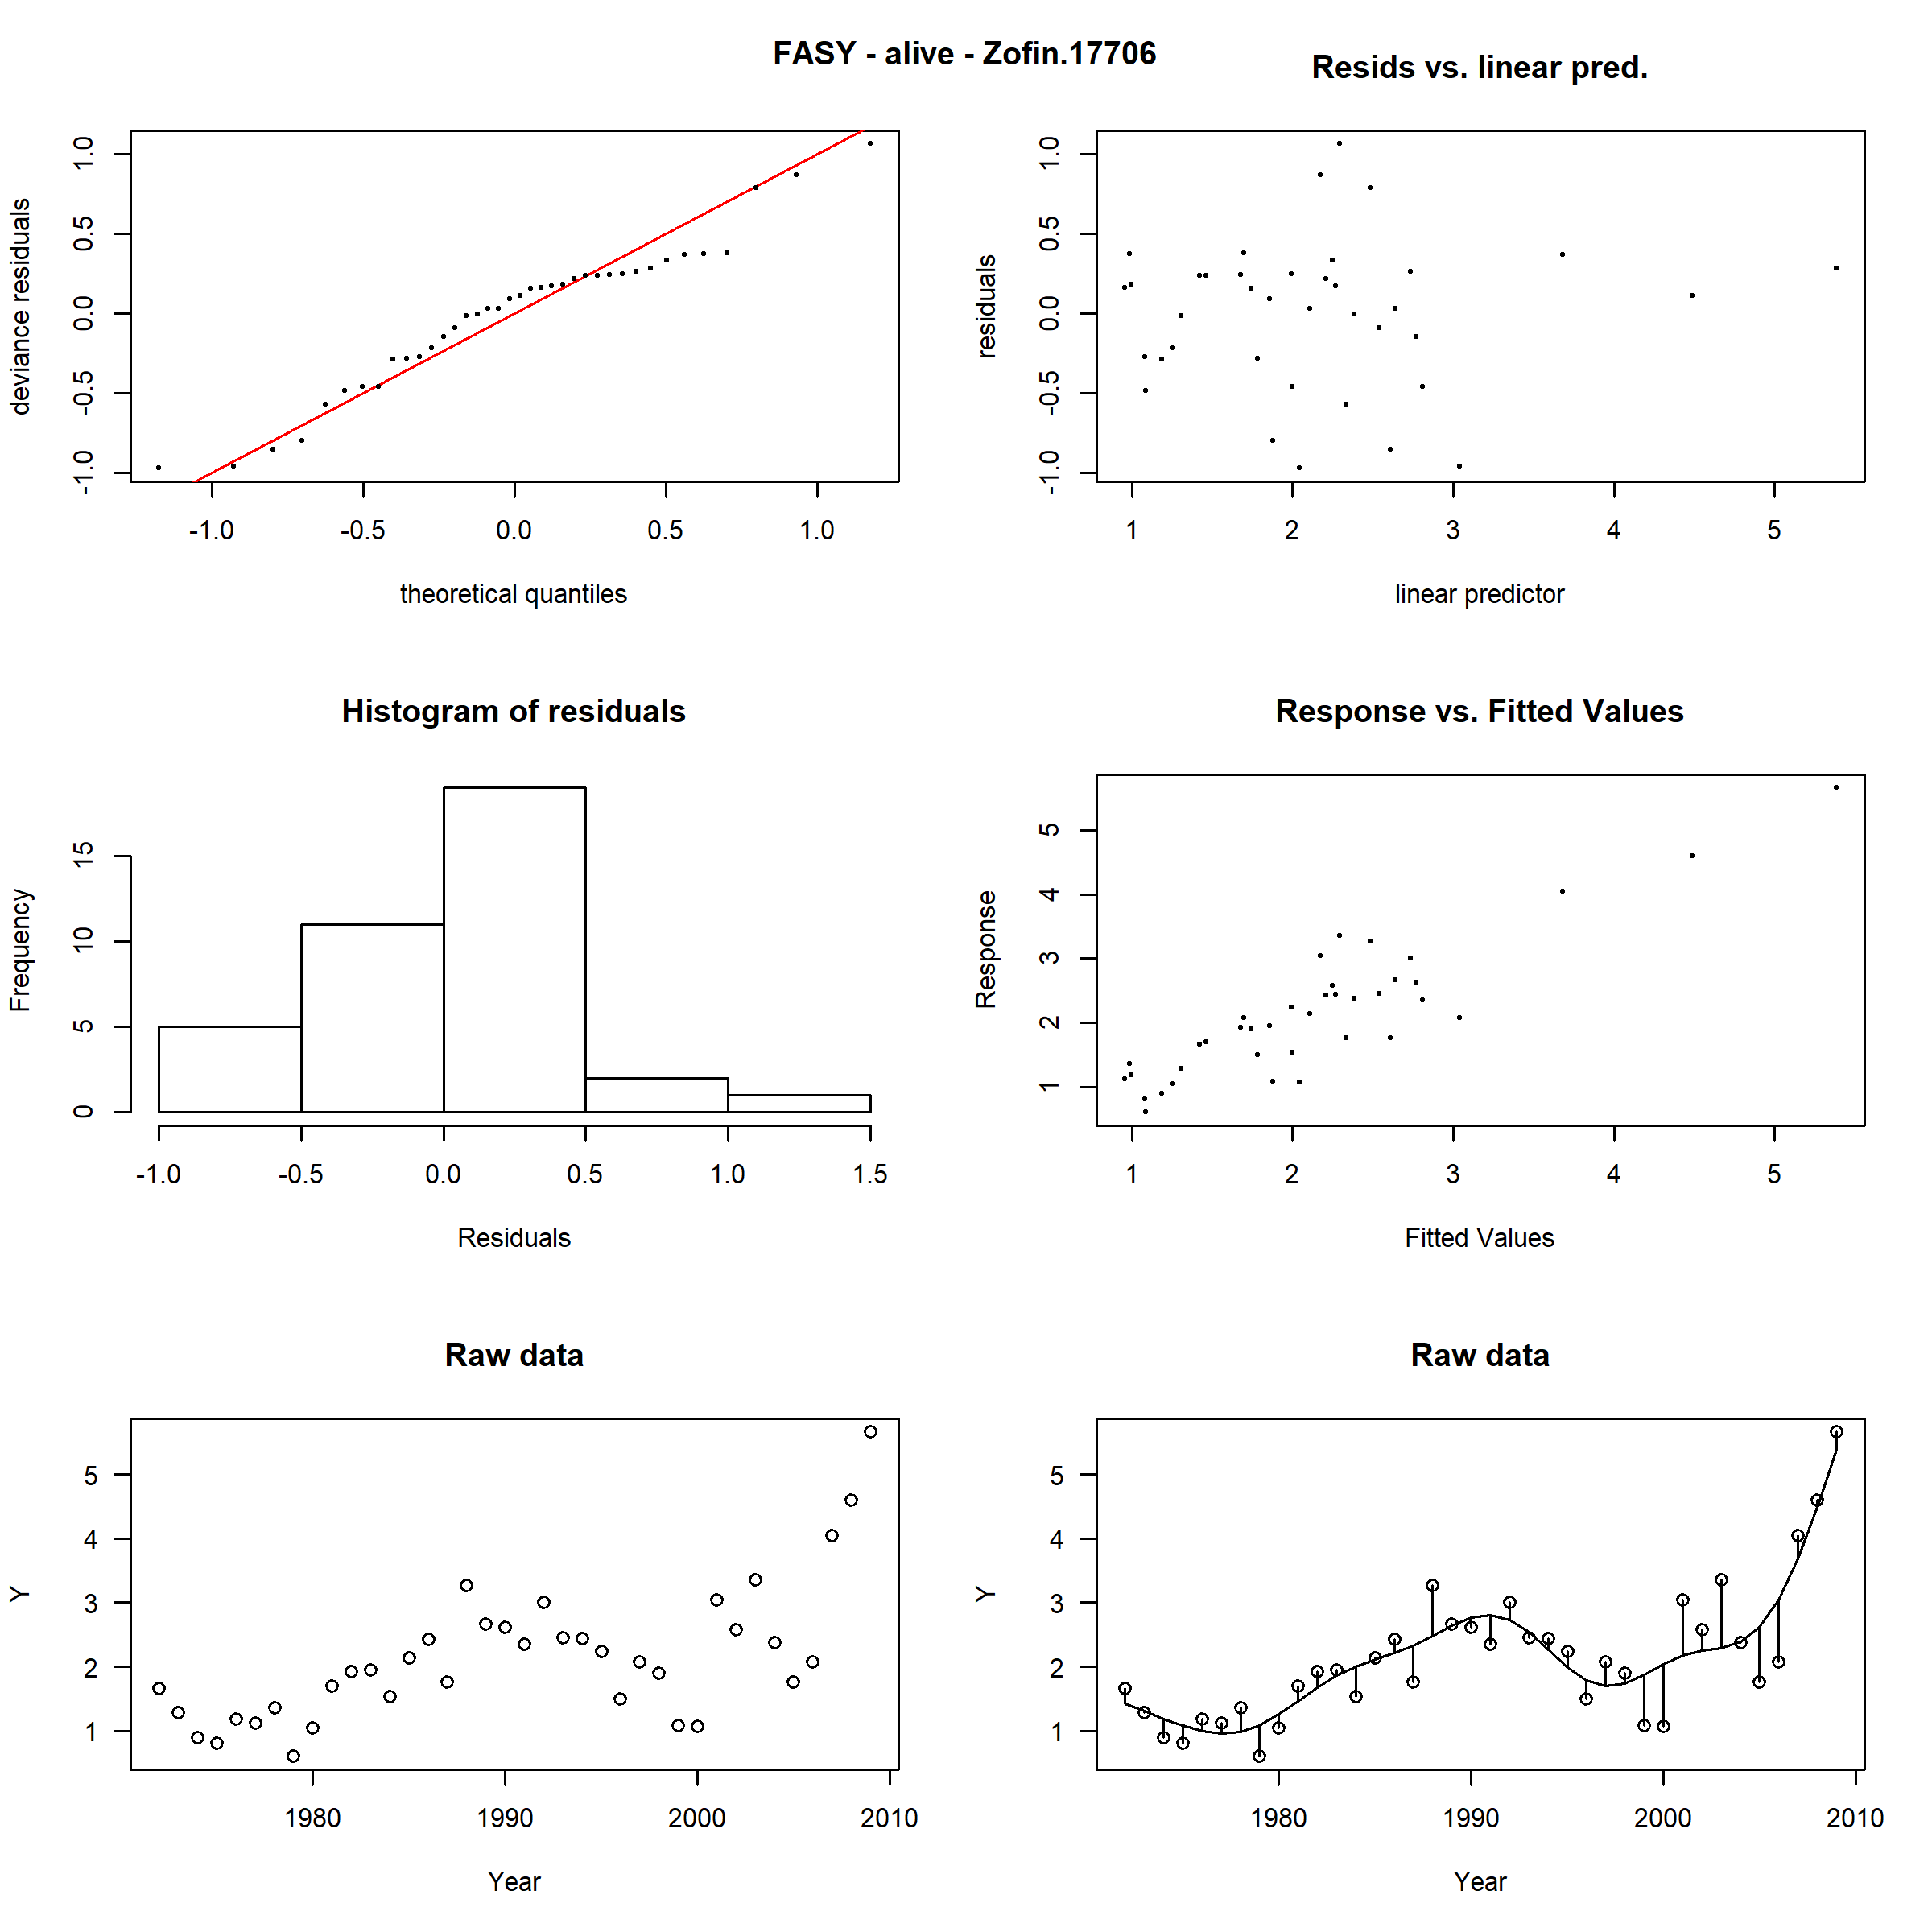 FASY - alive - Zofin.17706
Resids vs. linear pred.
deviance residuals
1.0
0.5
0.0
-0.5
-1.0
-1.0 -0.5 0.0 0.5 1.0
theoretical quantiles
residuals
1.0
0.5
0.0
-0.5
-1.0
1 2 3 4 5
linear predictor
Histogram of residuals
Frequency
15
10
5
0
-1.0 -0.5 0.0 0.5 1.0 1.5
Residuals
Response vs. Fitted Values
Response
5
4
3
2
1
1 2 3 4 5
Fitted Values
Raw data
Y
5
4
3
2
1
1980 1990 2000 2010
Year
Raw data
Y
5
4
3
2
1
1980 1990 2000 2010
Year